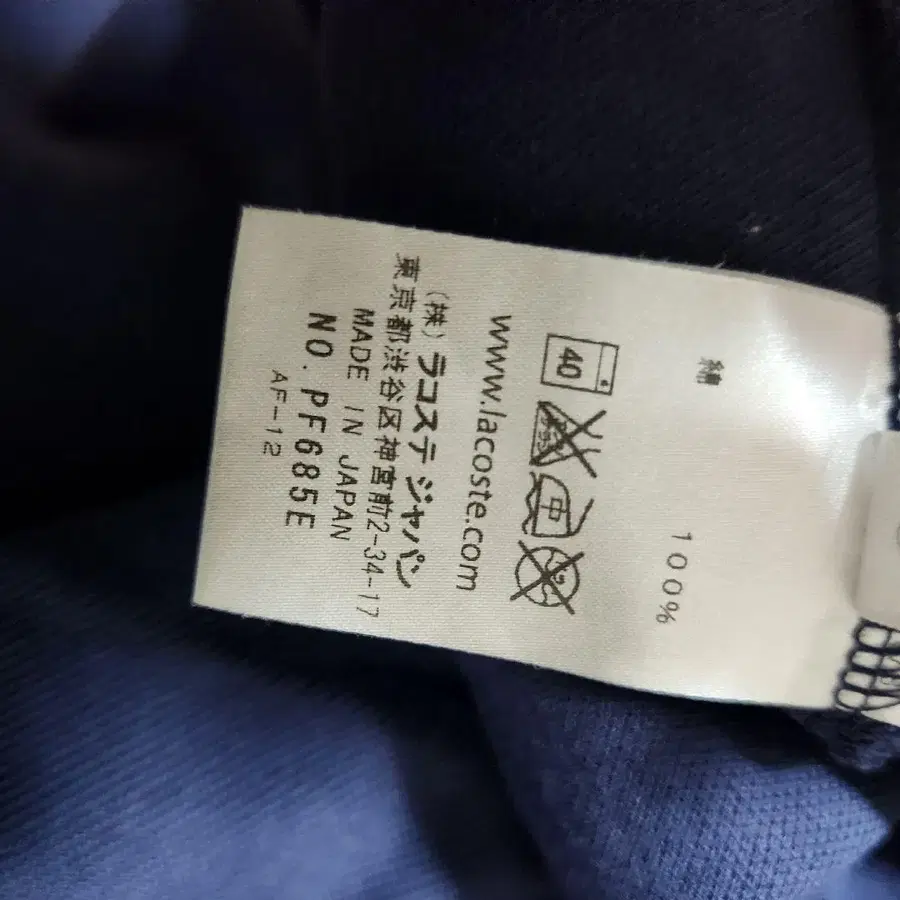 綿 100%
40
www.lacoste.com
(株) ラコステ ジャパン
東京都渋谷区神宮前2-34-17
MADE IN JAPAN
NO. PF685E
AF-12